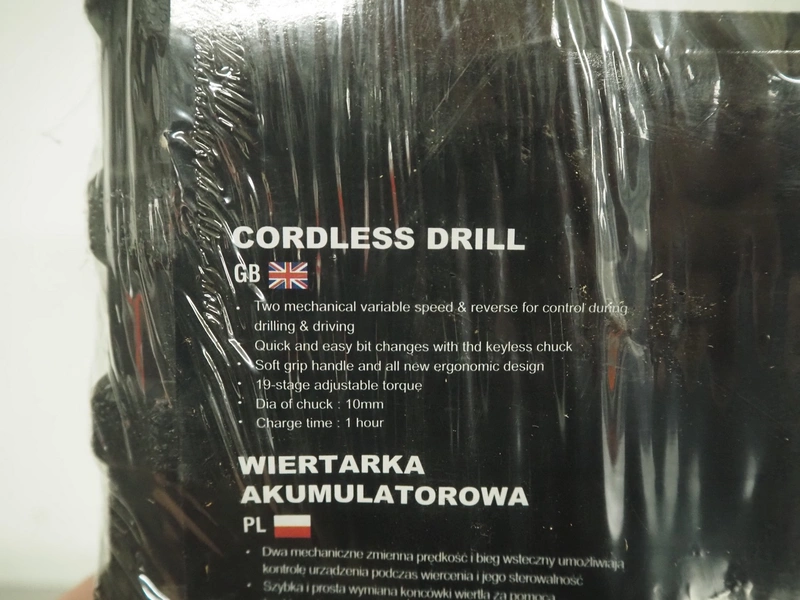 CORDLESS DRILL
GB
• Two mechanical variable speed & reverse for control during
drilling & driving
• Quick and easy bit changes with thd keyless chuck
• Soft grip handle and all new ergonomic design
• 19-stage adjustable torque
• Dia of chuck : 10mm
• Charge time : 1 hour
WIERTARKA
AKUMULATOROWA
PL
• Dwa mechaniczne zmienna prędkość i bieg wsteczny umożliwiają
kontrolę urządzenia podczas wiercenia i jego sterowalność
• Szybka i prosta wymiana końcówki wiertła za pomocą